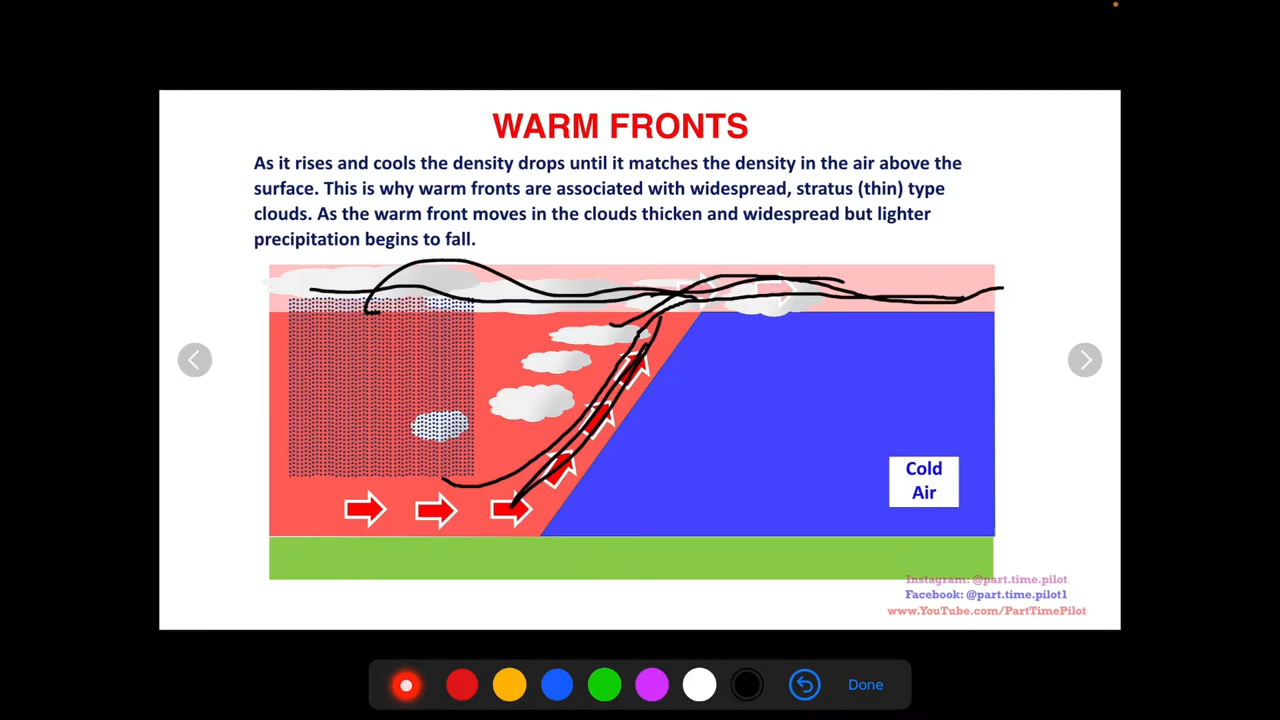 WARM FRONTS
As it rises and cools the density drops until it matches the density in the air above the
surface. This is why warm fronts are associated with widespread, stratus (thin) type
clouds. As the warm front moves in the clouds thicken and widespread but lighter
precipitation begins to fall.
Cold
Air
Instagram: @part.time.pilot
Facebook: @part.time.pilot1
www.YouTube.com/PartTimePilot
Done